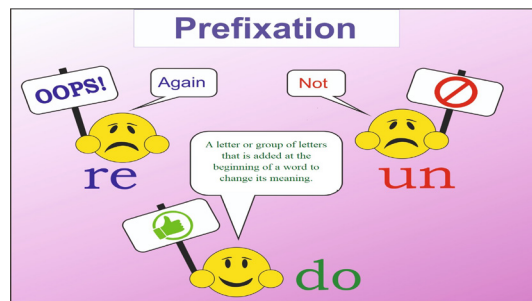 Prefixation
OOPS!
Again
Not
re
un
A letter or group of letters
that is added at the
beginning of a word to
change its meaning.
do